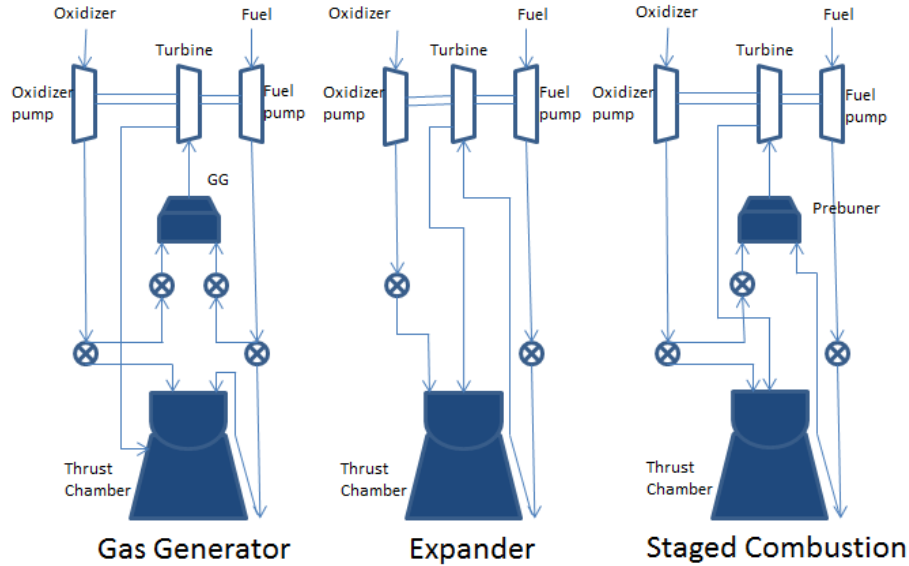 Oxidizer
Fuel
Turbine
Oxidizer
pump
Fuel
pump
GG
Thrust
Chamber
Gas Generator
Oxidizer
Fuel
Turbine
Oxidizer
pump
Fuel
pump
Thrust
Chamber
Expander
Oxidizer
Fuel
Turbine
Oxidizer
pump
Fuel
pump
Prebuner
Thrust
Chamber
Staged Combustion